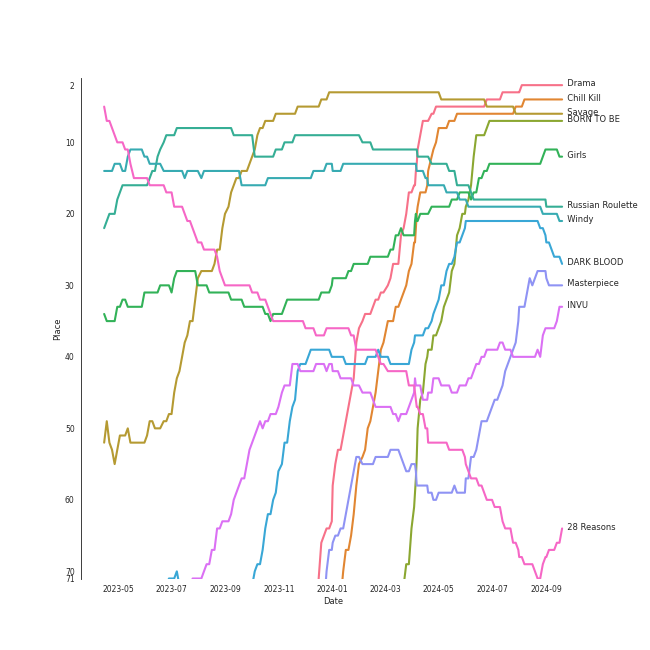 2
Drama
Chill Kill
Savage
BORN TO BE
10
Girls
20
Russian Roulette
Windy
DARK BLOOD
30
Masterpiece
INVU
Place
40
50
60
28 Reasons
70
71
2023-05
2023-07
2023-09
2023-11
2024-01
2024-03
2024-05
2024-07
2024-09
Date